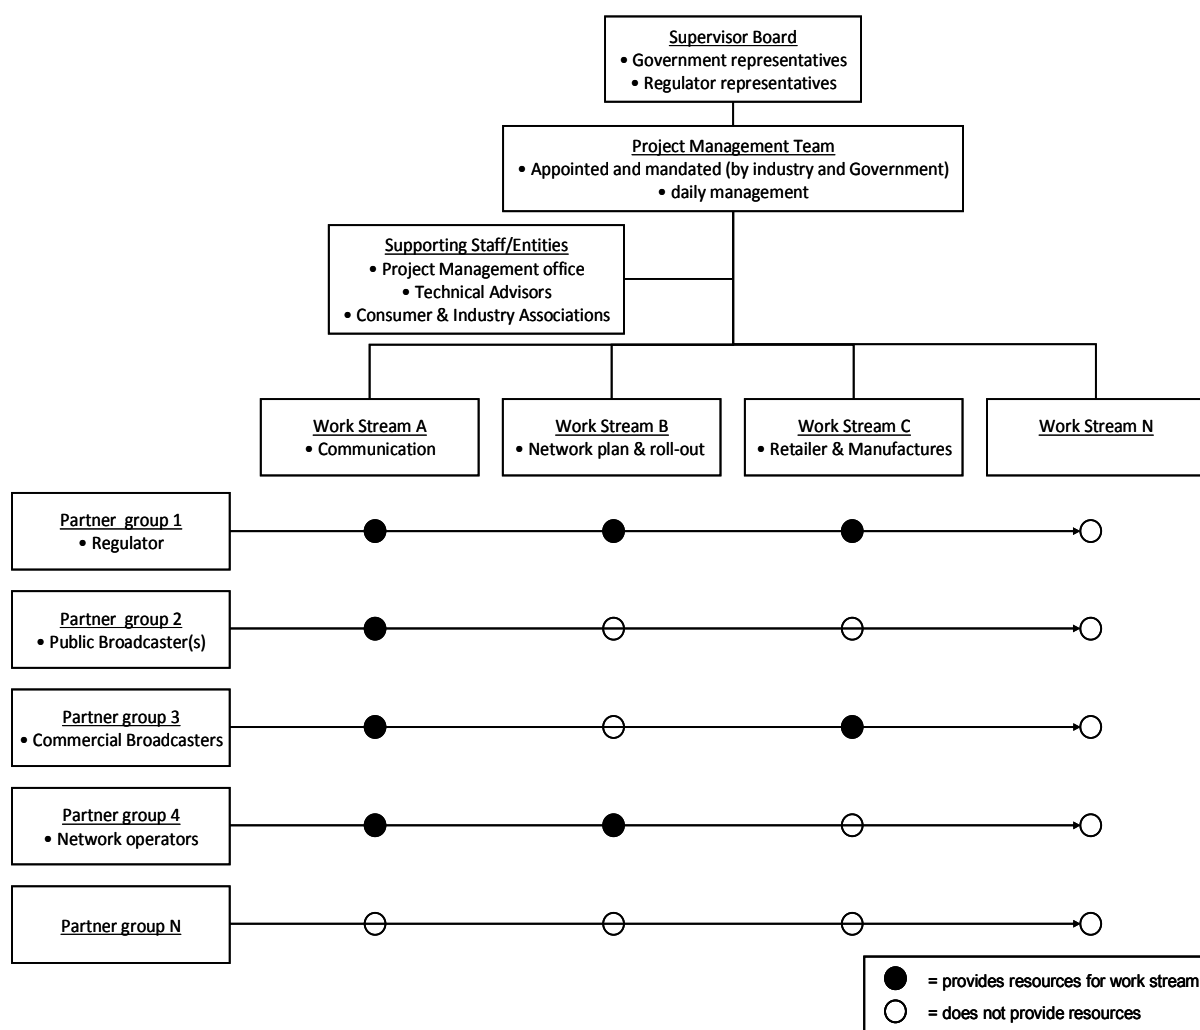 Supervisor Board
• Government representatives
• Regulator representatives
Project Management Team
• Appointed and mandated (by industry and Government)
• daily management
Supporting Staff/Entities
• Project Management office
• Technical Advisors
• Consumer & Industry Associations
Work Stream A
• Communication
Work Stream B
• Network plan & roll-out
Work Stream C
• Retailer & Manufactures
Work Stream N
Partner group 1
• Regulator
Partner group 2
• Public Broadcaster(s)
Partner group 3
• Commercial Broadcasters
Partner group 4
• Network operators
Partner group N
= provides resources for work stream
= does not provide resources